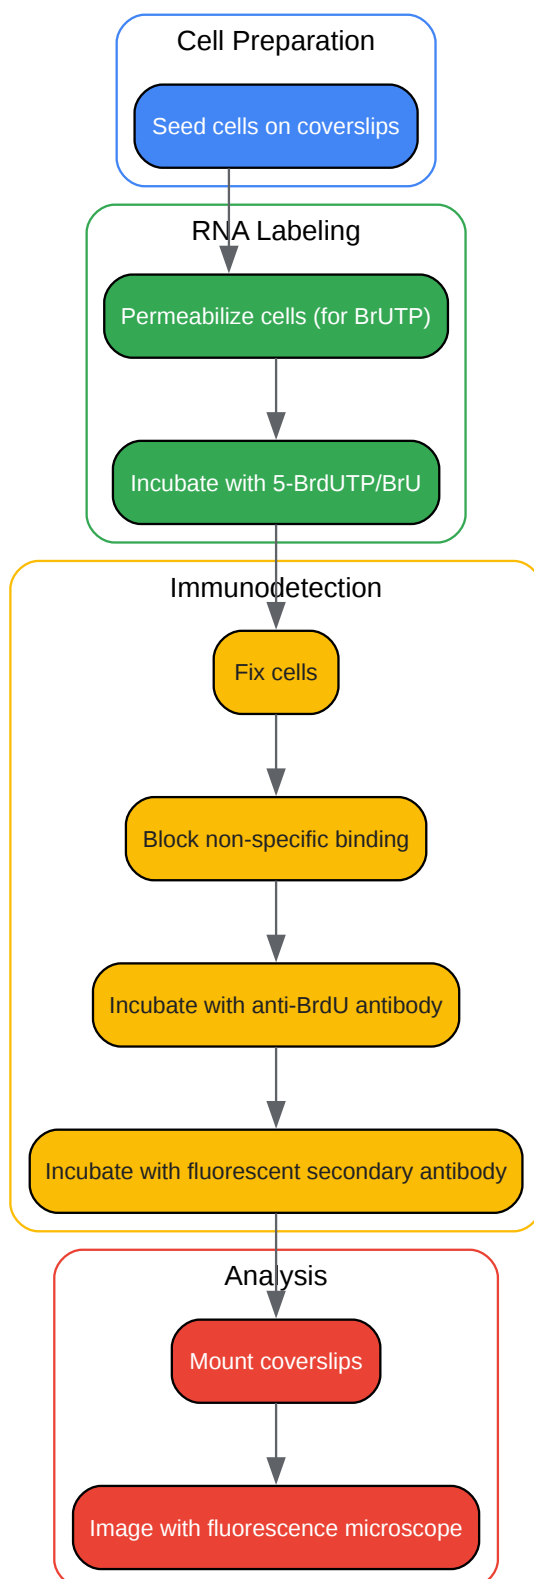 Cell Preparation
Seed cells on coverslips
RNA Labeling
Permeabilize cells (for BrUTP)
Incubate with 5-BrdUTP/BrU
Immunodetection
Fix cells
Block non-specific binding
Incubate with anti-BrdU antibody
Incubate with fluorescent secondary antibody
Analysis
Mount coverslips
Image with fluorescence microscope